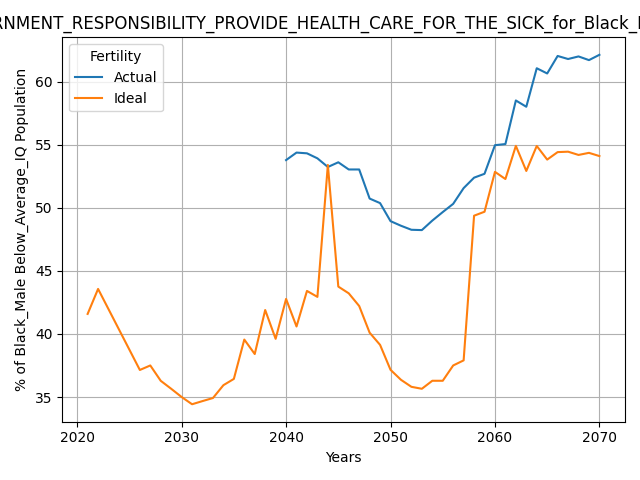 RNMENT_RESPONSIBILITY_PROVIDE_HEALTH_CARE_FOR_THE_SICK_for_Black_
Fertility
Actual
Ideal
% of Black_Male Below_Average_IQ Population
60
55
50
45
40
35
2020
2030
2040
2050
2060
2070
Years